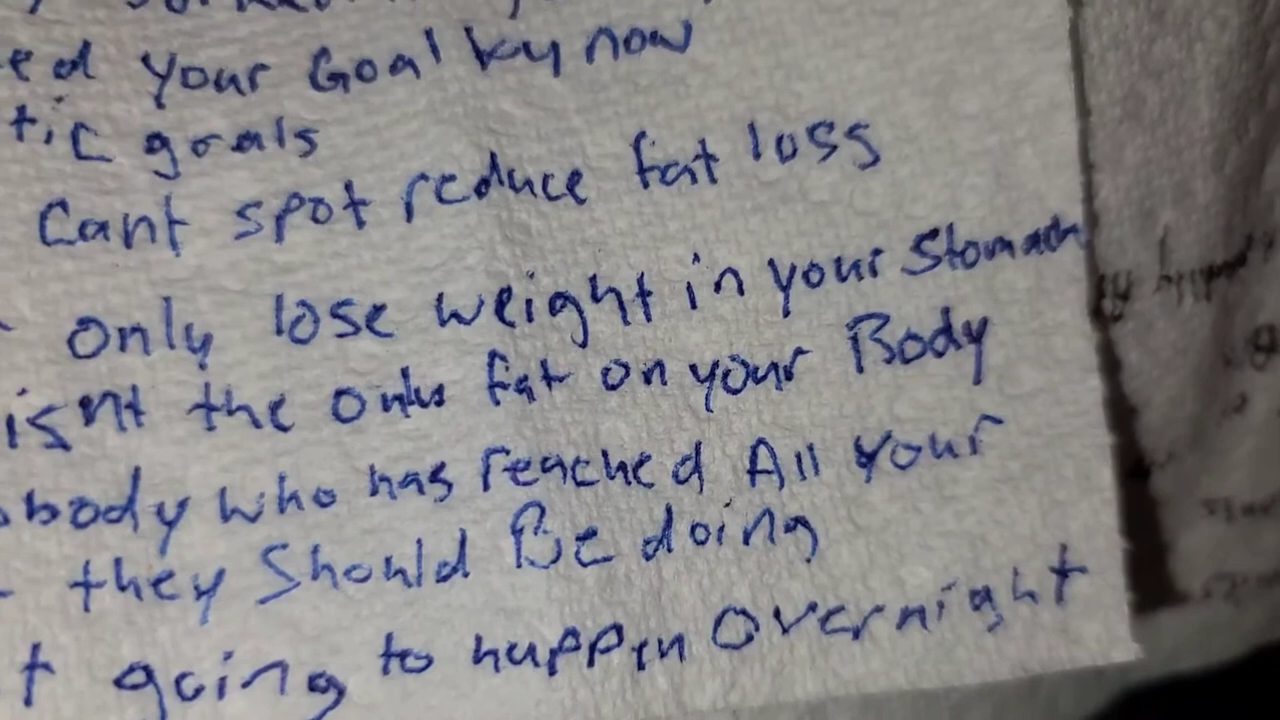 ed your Goal by now
tic goals
Cant spot reduce fat loss
only lose weight in your Stomach
isnt the only fat on your Body
body who has reached All your
they Should Be doing
t going to happen Overnight